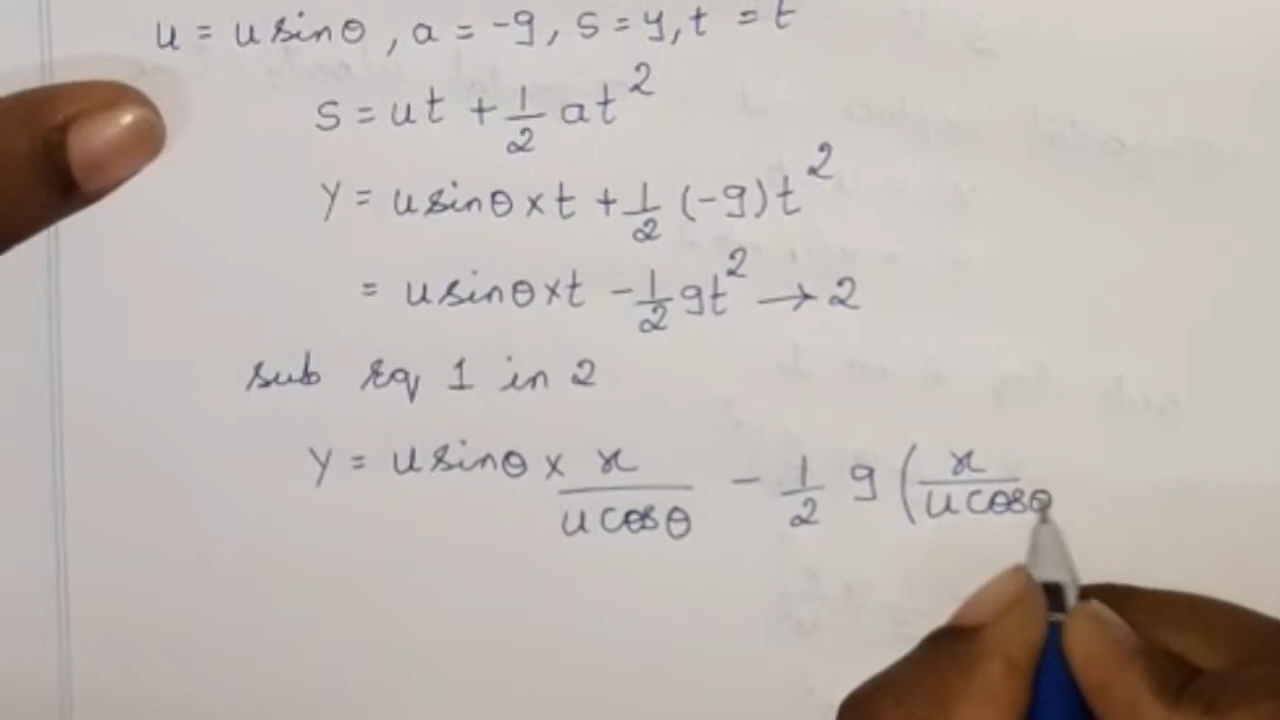 u = u sinθ , a = -g, s = y, t = t
s = ut + 1/2 at²
y = u sinθ x t + 1/2 (-g) t²
= u sinθ x t - 1/2 gt² → 2
sub Eq 1 in 2
y = u sinθ x x/u cosθ - 1/2 g (x/u cosθ